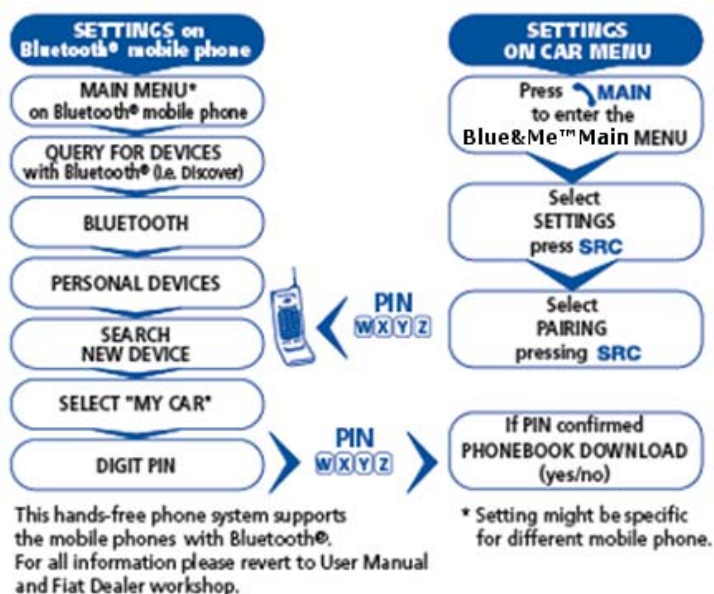 SETTINGS on
Bluetooth® mobile phone
MAIN MENU*
on Bluetooth® mobile phone
QUERY FOR DEVICES
with Bluetooth® (i.e. Discover)
BLUETOOTH
PERSONAL DEVICES
SEARCH
NEW DEVICE
SELECT "MY CAR"
DIGIT PIN
PIN
WXYZ
SETTINGS
ON CAR MENU
Press MAIN
to enter the
Blue&Me™Main MENU
Select
SETTINGS
press SRC
Select
PAIRING
pressing SRC
PIN
WXYZ
If PIN confirmed
PHONEBOOK DOWNLOAD
(yes/no)
This hands-free phone system supports
the mobile phones with Bluetooth®.
For all information please revert to User Manual
and Fiat Dealer workshop.
* Setting might be specific
for different mobile phone.